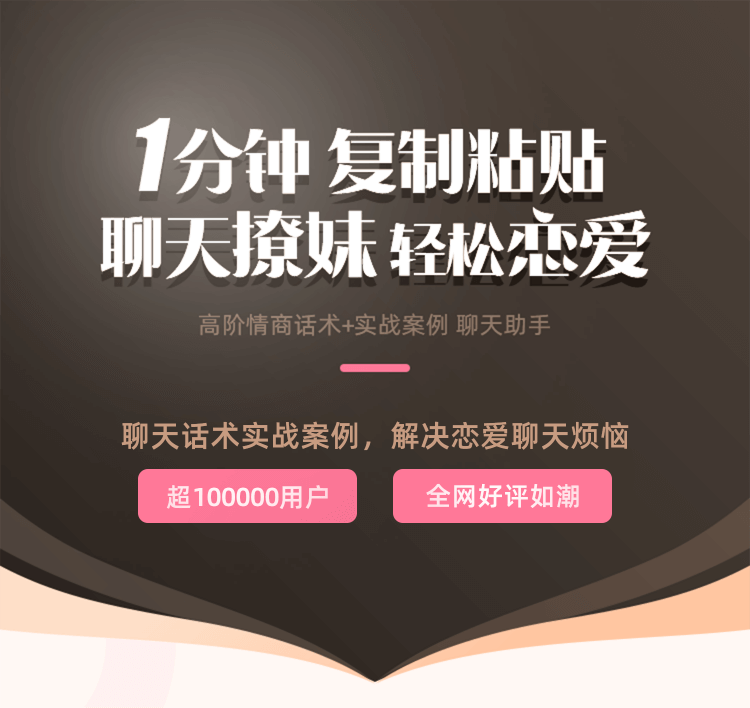 1分钟 复制粘贴
聊天撩妹 轻松恋爱
高阶情商话术+实战案例 聊天助手
聊天话术实战案例，解决恋爱聊天烦恼
超100000用户 全网好评如潮